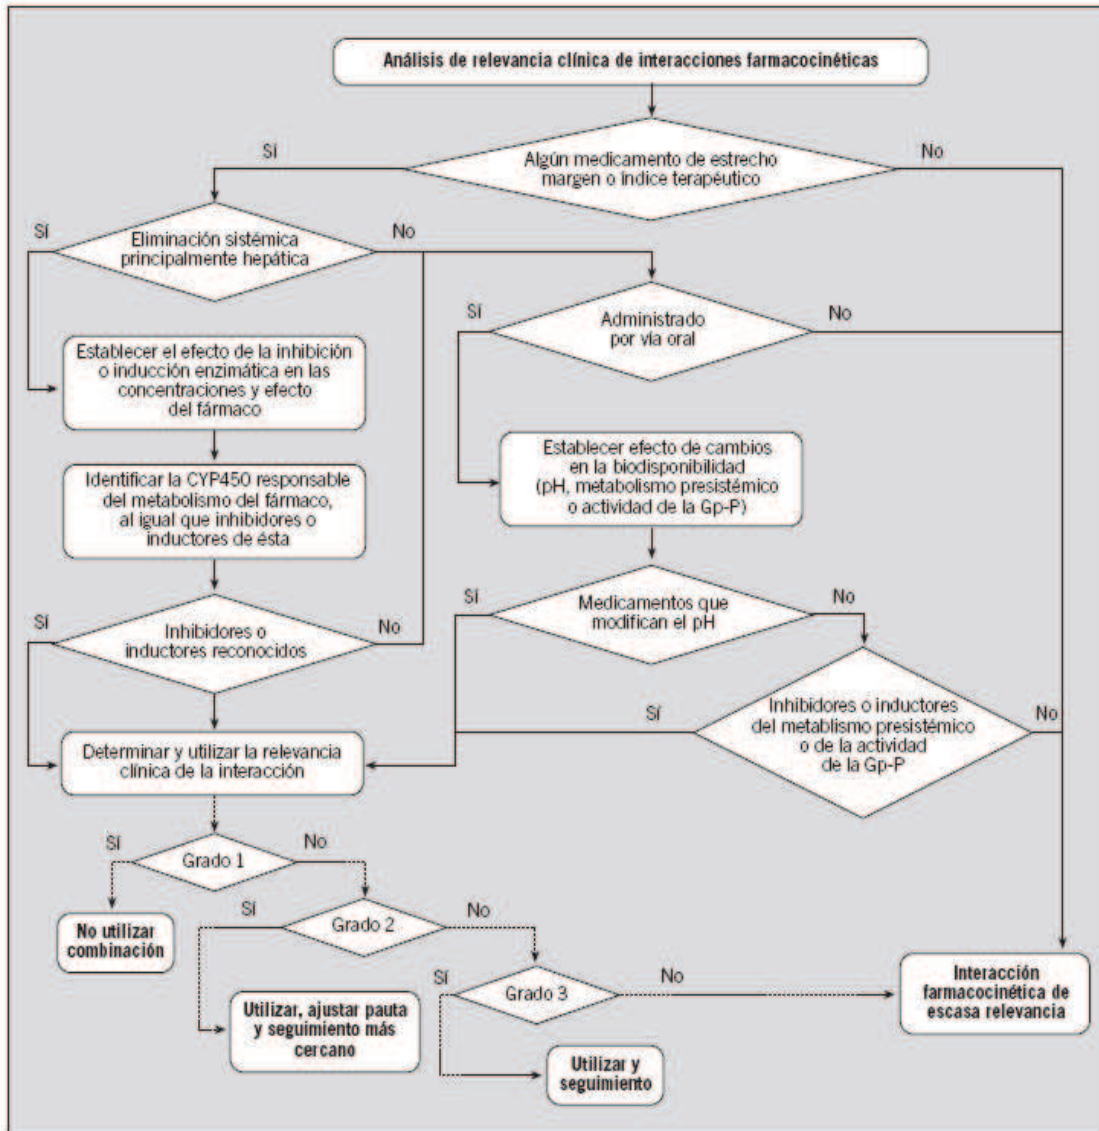 Análisis de relevancia clínica de interacciones farmacocinéticas
Sí
No
Algún medicamento de estrecho
margen o índice terapéutico
Sí
No
Eliminación sistémica
principalmente hepática
Sí
No
Administrado
por vía oral
Establecer el efecto de la inhibición
o inducción enzimática en las
concentraciones y efecto
del fármaco
Establecer efecto de cambios
en la biodisponibilidad
(pH, metabolismo presistémico
o actividad de la Gp-P)
Identificar la CYP450 responsable
del metabolismo del fármaco,
al igual que inhibidores o
inductores de ésta
Sí
No
Medicamentos que
modifican el pH
Sí
No
Inhibidores o
inductores reconocidos
Sí
No
Inhibidores o inductores
del metablismo presistémico
o de la actividad
de la Gp-P
Determinar y utilizar la relevancia
clínica de la interacción
Sí
No
Grado 1
No utilizar
combinación
Sí
No
Grado 2
Utilizar, ajustar pauta
y seguimiento más
cercano
Sí
No
Grado 3
Utilizar y
seguimiento
Interacción
farmacocinética de
escasa relevancia